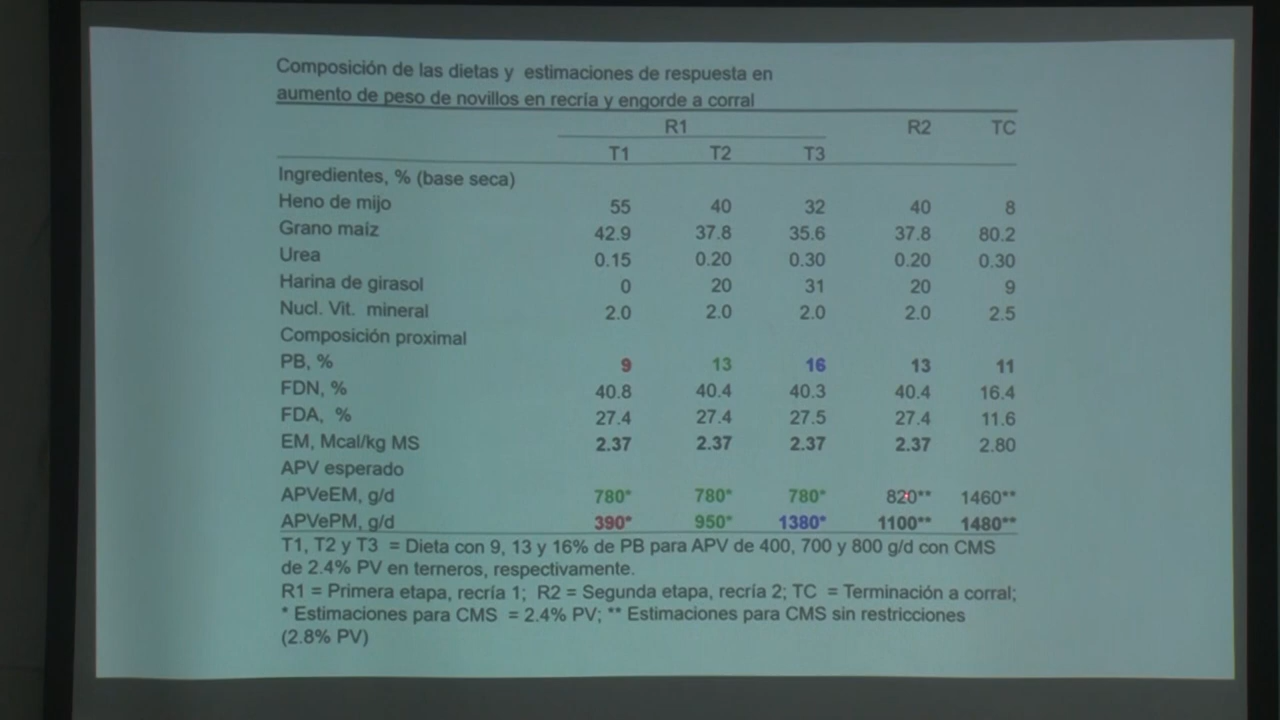 Composición de las dietas y estimaciones de respuesta en
aumento de peso de novillos en recría y engorde a corral
R1 R2 TC
T1 T2 T3
Ingredientes, % (base seca)
Heno de mijo 55 40 32 40 8
Grano maíz 42.9 37.8 35.6 37.8 80.2
Urea 0.15 0.20 0.30 0.20 0.30
Harina de girasol 0 20 31 20 9
Nucl. Vit. mineral 2.0 2.0 2.0 2.0 2.5
Composición proximal
PB, % 9 13 16 13 11
FDN, % 40.8 40.4 40.3 40.4 16.4
FDA, % 27.4 27.4 27.5 27.4 11.6
EM, Mcal/kg MS 2.37 2.37 2.37 2.37 2.80
APV esperado
APVeEM, g/d 780* 780* 780* 820** 1460**
APVePM, g/d 390* 950* 1380* 1100** 1480**
T1, T2 y T3 = Dieta con 9, 13 y 16% de PB para APV de 400, 700 y 800 g/d con CMS
de 2.4% PV en terneros, respectivamente.
R1 = Primera etapa, recría 1; R2 = Segunda etapa, recría 2; TC = Terminación a corral;
* Estimaciones para CMS = 2.4% PV; ** Estimaciones para CMS sin restricciones
(2.8% PV)